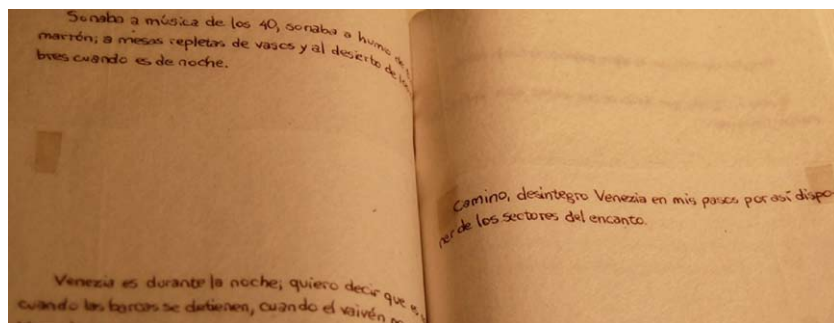 Sonaba a música de los 40, sonaba a humo de
marrón; a mesas repletas de vasos y al desierto de
bres cuando es de noche.
Venezia es durante la noche; quiero decir que es
cuando las barcas se detienen, cuando el vaivén
Camino, desintegro Venezia en mis pasos por así dispo-
ner de los sectores del encanto.